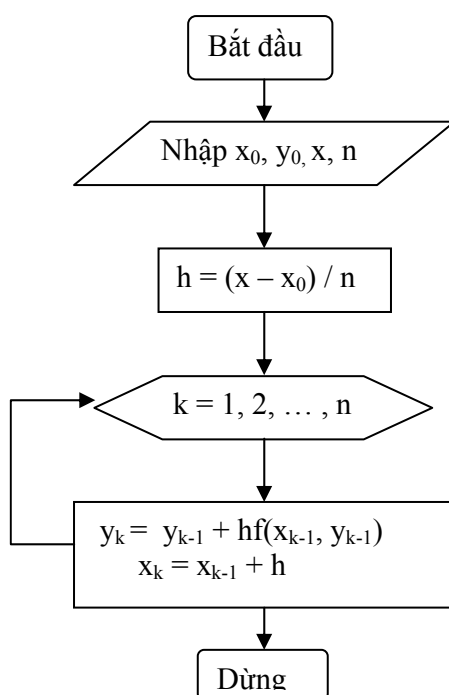 Bắt đầu
Nhập x₀, y₀, x, n
h = (x – x₀) / n
k = 1, 2, … , n
yₖ = yₖ₋₁ + hf(xₖ₋₁, yₖ₋₁)
xₖ = xₖ₋₁ + h
Dừng